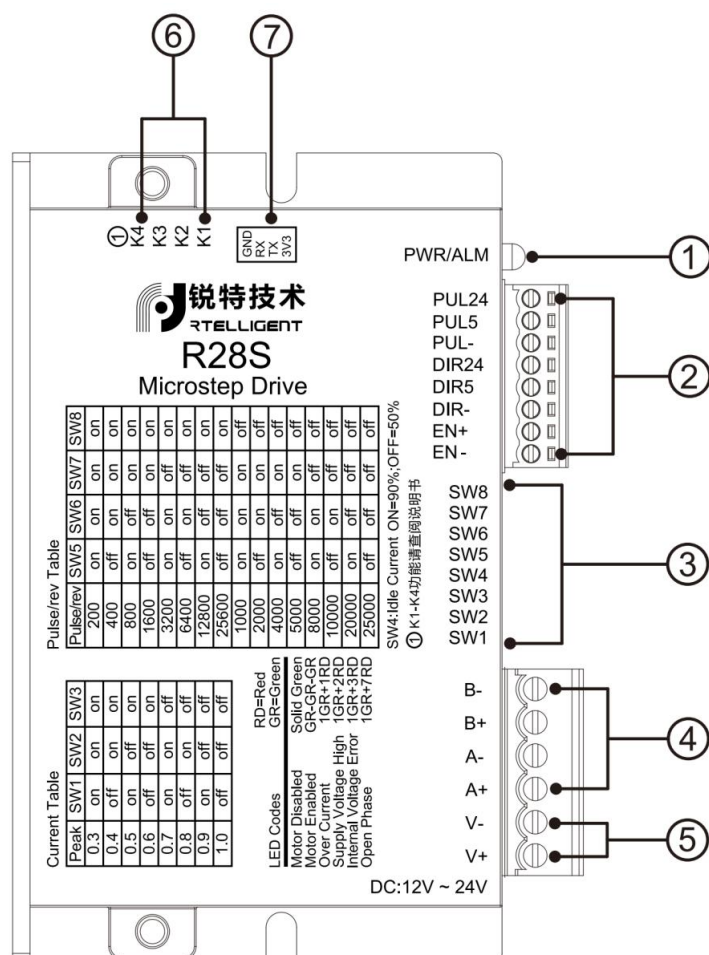 ⑥ ⑦
① K4 K3 K2 K1
GND
RX
TX
3V3
PWR/ALM ①
锐特技术
RTELLIGENT
R28S
Microstep Drive
PUL24
PUL5
PUL-
DIR24
DIR5
DIR-
EN+
EN-
②
SW8
SW7
SW6
SW5
SW4
SW3
SW2
SW1
③
B-
B+
A-
A+
④
V-
V+
⑤
DC:12V ~ 24V
Pulse/rev Table
Pulse/rev SW5 SW6 SW7 SW8
200 on on on on
400 off on on on
800 on off on on
1600 off off on on
3200 on on off on
6400 off on off on
12800 on off off on
25600 off off off on
1000 on on on off
2000 off on on off
4000 on off on off
5000 off off on off
8000 on on off off
10000 off on off off
20000 on off off off
25000 off off off off
SW4:Idle Current ON=90%;OFF=50%
① K1-K4功能请查阅说明书
Current Table
Peak SW1 SW2 SW3
0.3 on on on
0.4 off on on
0.5 on off on
0.6 off off on
0.7 on on off
0.8 off on off
0.9 on off off
1.0 off off off
RD=Red
LED Codes GR=Green
Motor Disabled Solid Green
Motor Enabled GR-GR-GR
Over Current 1GR+1RD
Supply Voltage High 1GR+2RD
Internal Voltage Error 1GR+3RD
Open Phase 1GR+7RD